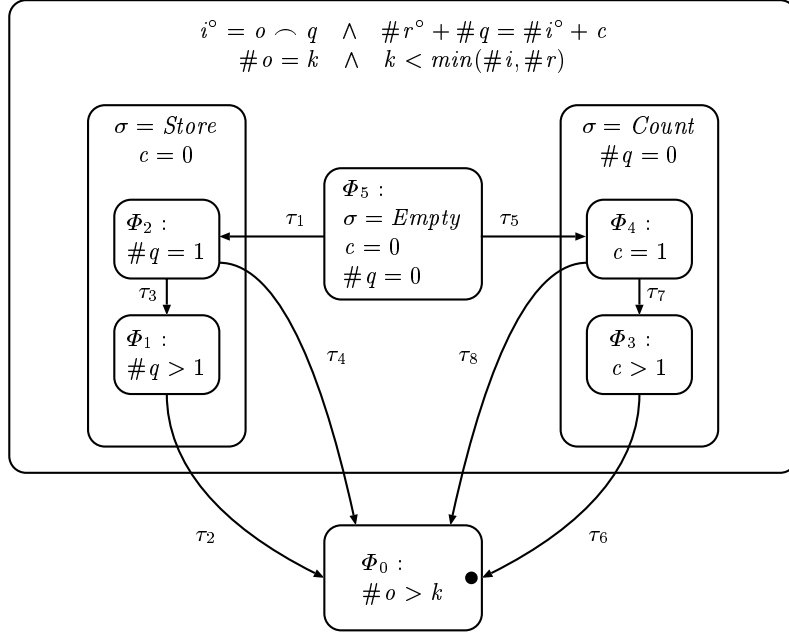 i° = o ⌢ q ∧ #r° + #q = #i° + c
#o = k ∧ k < min(#i, #r)
σ = Store
c = 0
σ = Count
#q = 0
Φ₅ :
σ = Empty
c = 0
#q = 0
Φ₂ :
#q = 1
τ₁
τ₅
Φ₄ :
c = 1
τ₃
τ₇
Φ₁ :
#q > 1
τ₄
τ₈
Φ₃ :
c > 1
τ₂
τ₆
Φ₀ :
#o > k